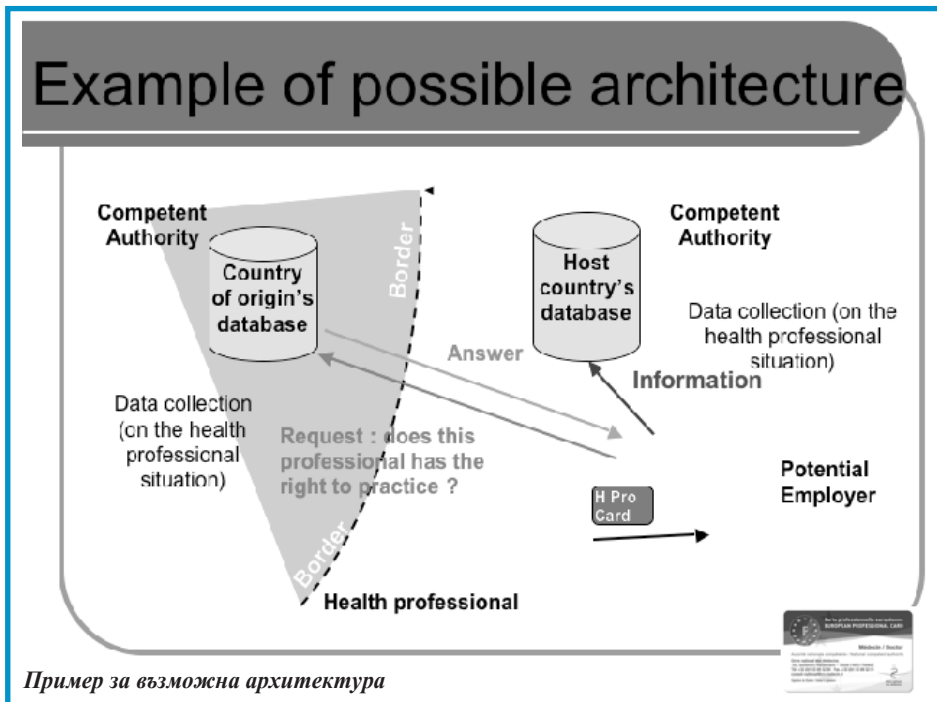 Example of possible architecture
Competent
Authority
Country
of origin's
database
Border
Host
country's
database
Competent
Authority
Data collection (on the
health professional
situation)
Answer
Information
Data collection
(on the health
professional
situation)
Request : does this
professional has the
right to practice ?
Potential
Employer
H Pro
Card
Border
Health professional
EUROPEAN PROFESSIONAL CARD
Médecin / Doctor
Пример за възможна архитектура